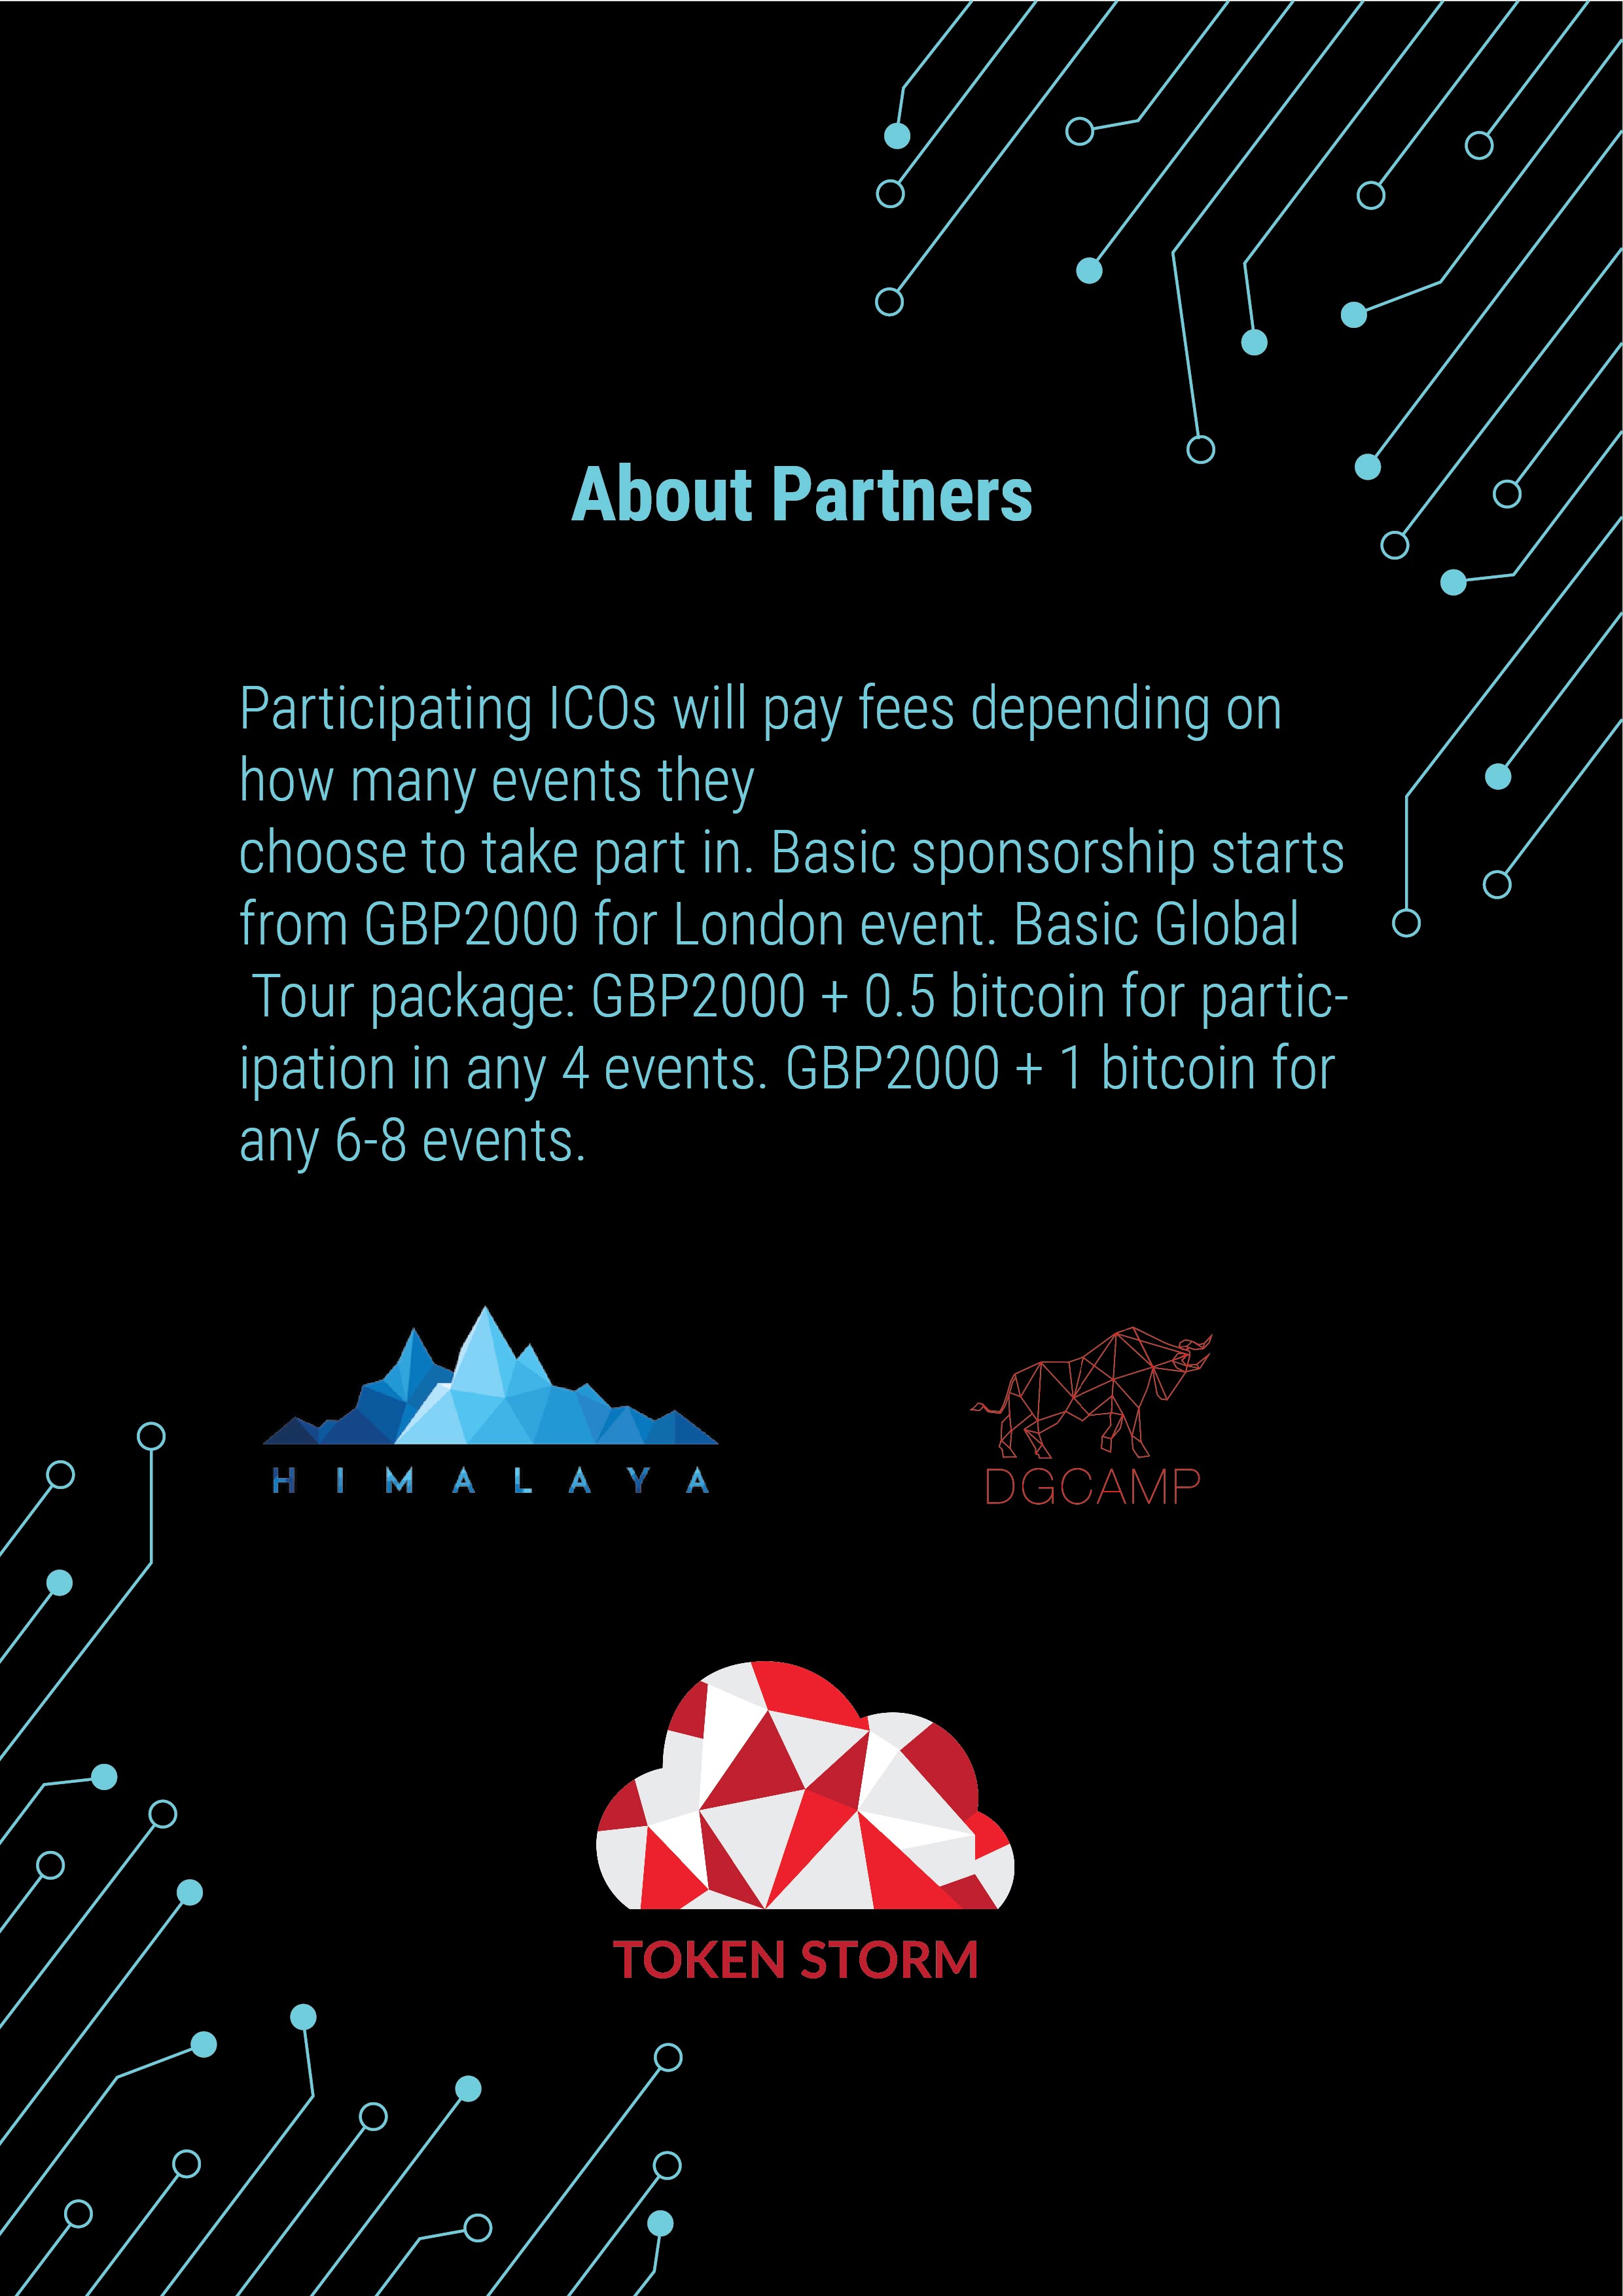 About Partners
Participating ICOs will pay fees depending on
how many events they
choose to take part in. Basic sponsorship starts
from GBP2000 for London event. Basic Global
Tour package: GBP2000 + 0.5 bitcoin for partic-
ipation in any 4 events. GBP2000 + 1 bitcoin for
any 6-8 events.
HIMALAYA
DGCAMP
TOKEN STORM